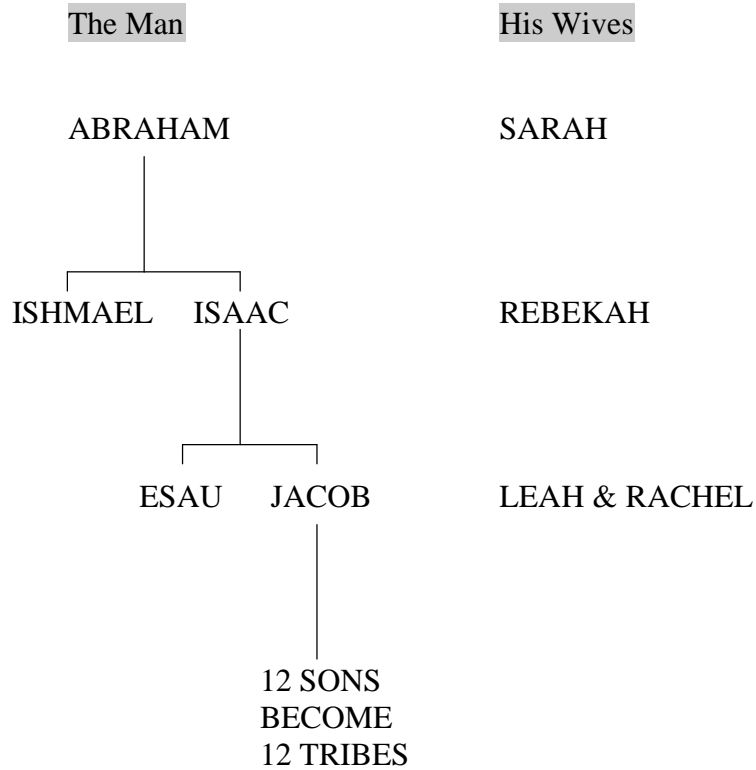 The Man His Wives
ABRAHAM SARAH
ISHMAEL ISAAC REBEKAH
ESAU JACOB LEAH & RACHEL
12 SONS
BECOME
12 TRIBES